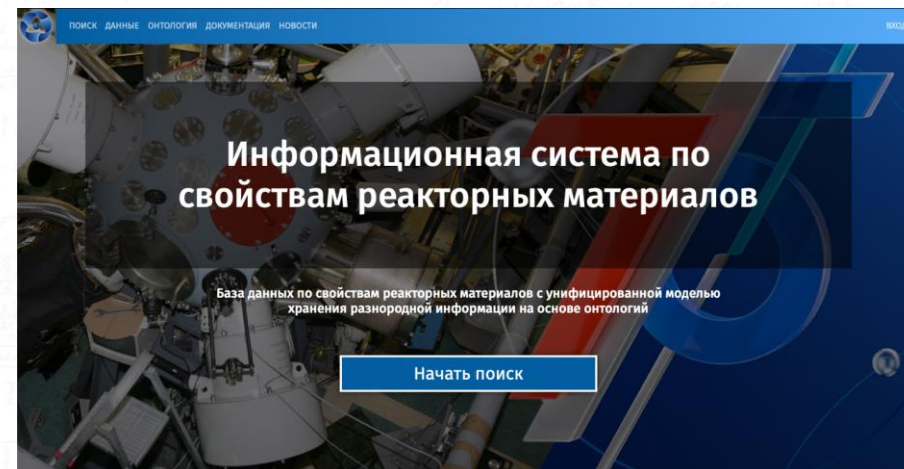 ПОИСК ДАННЫЕ ОНТОЛОГИЯ ДОКУМЕНТАЦИЯ НОВОСТИ
ВХОД
Информационная система по
свойствам реакторных материалов
База данных по свойствам реакторных материалов с унифицированной моделью
хранения разнородной информации на основе онтологий
Начать поиск